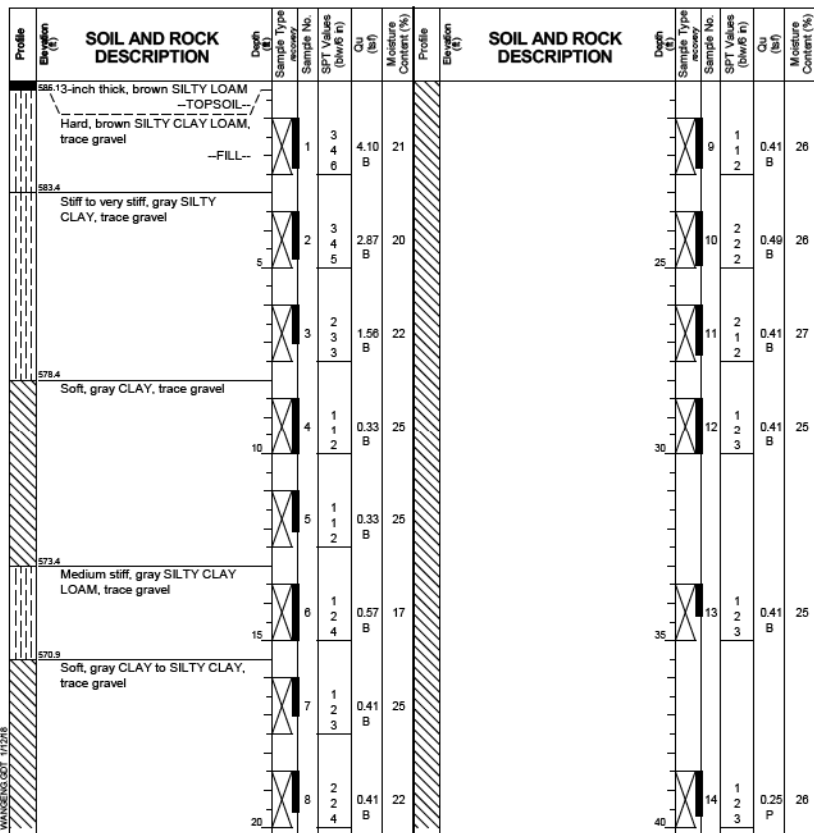 Profile
Elevation (ft)
SOIL AND ROCK DESCRIPTION
Depth (ft)
Sample Type
recovery
Sample No.
SPT Values (blw/6 in)
Qu (tsf)
Moisture Content (%)
Profile
Elevation (ft)
SOIL AND ROCK DESCRIPTION
Depth (ft)
Sample Type
recovery
Sample No.
SPT Values (blw/6 in)
Qu (tsf)
Moisture Content (%)
586.1 3-inch thick, brown SILTY LOAM
--TOPSOIL--
Hard, brown SILTY CLAY LOAM,
trace gravel
--FILL--
1 3 4 6 4.10 B 21
583.4
Stiff to very stiff, gray SILTY
CLAY, trace gravel
2 3 4 5 2.87 B 20
5
3 2 3 3 1.56 B 22
578.4
Soft, gray CLAY, trace gravel
4 1 1 2 0.33 B 25
10
5 1 1 2 0.33 B 25
573.4
Medium stiff, gray SILTY CLAY
LOAM, trace gravel
6 1 2 4 0.57 B 17
15
570.9
Soft, gray CLAY to SILTY CLAY,
trace gravel
7 1 2 3 0.41 B 25
8 2 2 4 0.41 B 22
20
9 1 1 2 0.41 B 26
10 2 2 2 0.49 B 26
25
11 2 1 2 0.41 B 27
12 1 2 3 0.41 B 25
30
13 1 2 3 0.41 B 25
35
14 1 2 3 0.25 P 26
40
WANGENG.GDT 1/12/18